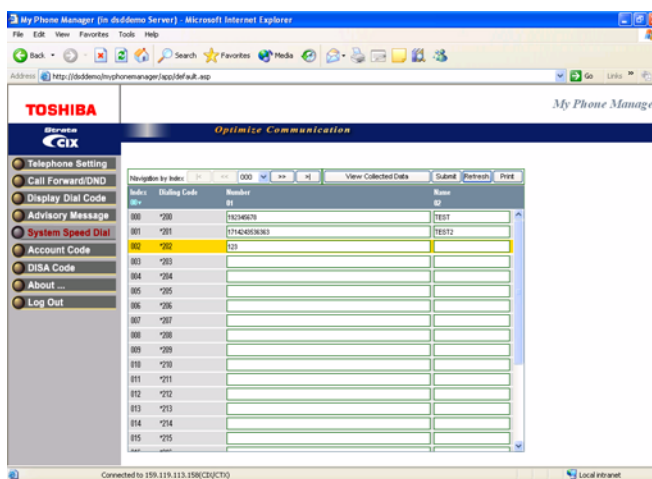 My Phone Manager (in dsddemo Server) - Microsoft Internet Explorer
File Edit View Favorites Tools Help
Back Search Favorites Media
Address http://dsddemo/myphonemanager/app/default.asp Go Links »
TOSHIBA My Phone Manage
Strata CIX Optimize Communication
Telephone Setting
Call Forward/DND
Display Dial Code
Advisory Message
System Speed Dial
Account Code
DISA Code
About ...
Log Out
Navigation by Index |< << 000 >> >| View Collected Data Submit Refresh Print
Index Dialing Code Number Name
00 01 02
000 *200 192345678 TEST
001 *201 1714243536363 TEST2
002 *202 123
003 *203
004 *204
005 *205
006 *206
007 *207
008 *208
009 *209
010 *210
011 *211
012 *212
013 *213
014 *214
015 *215
Connected to 159.119.113.158(CIX/CTX) Local intranet